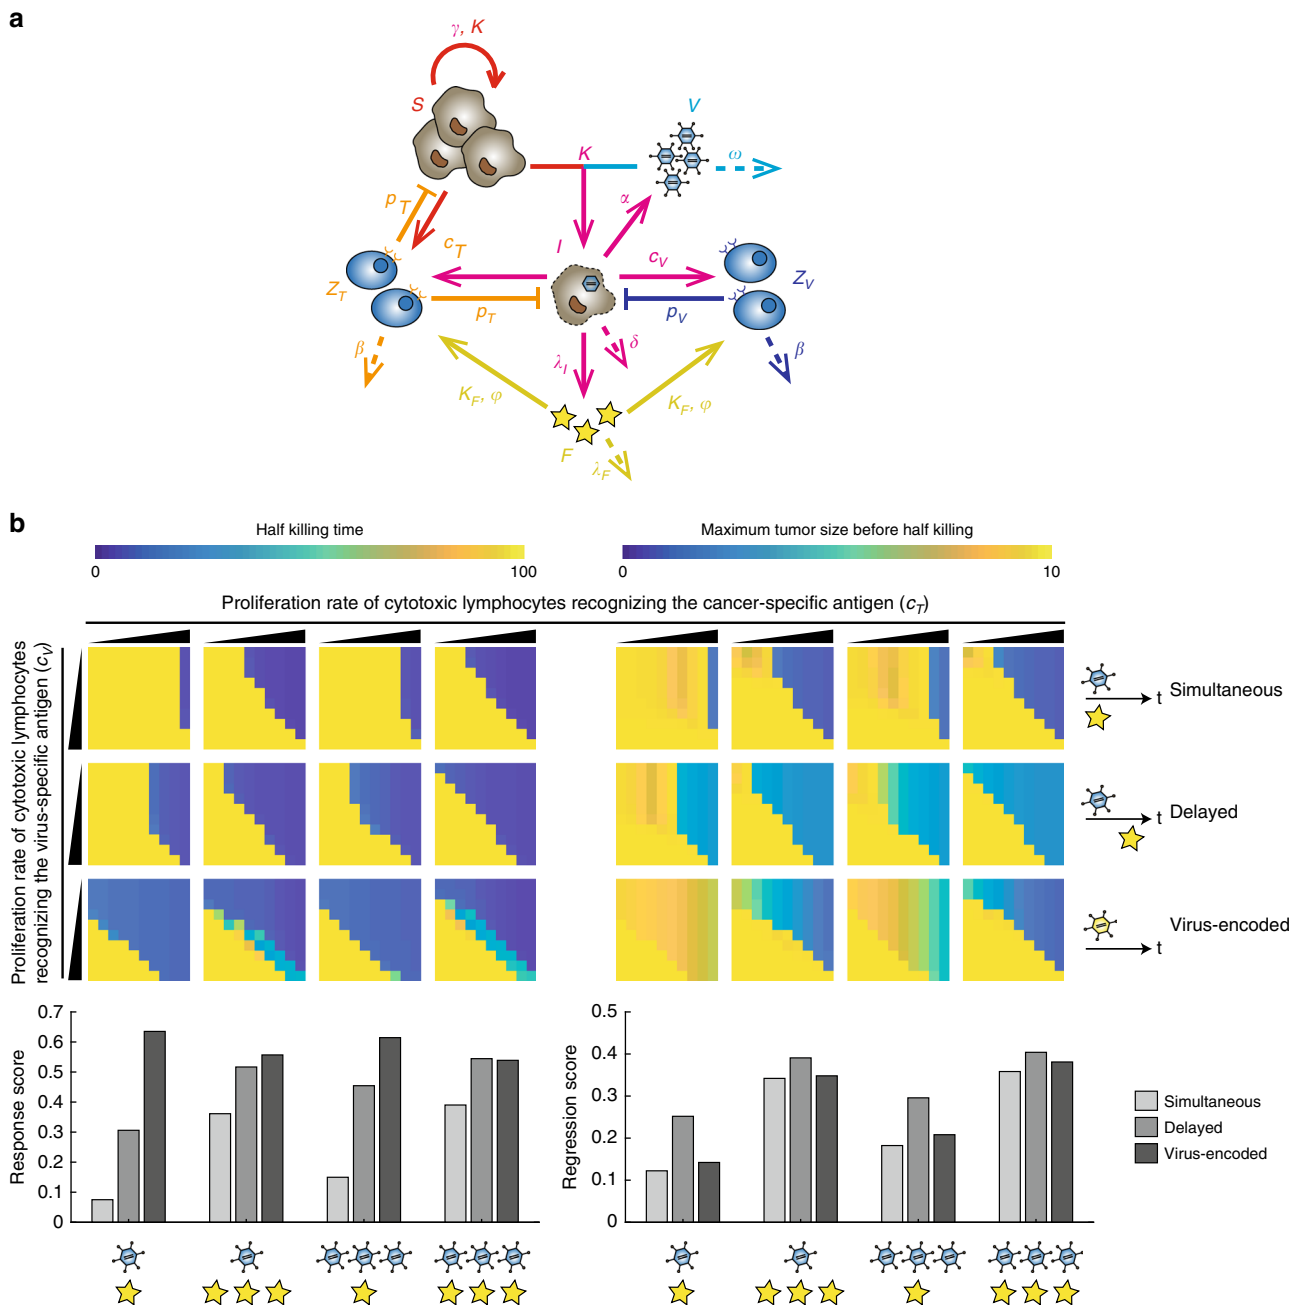 a
γ, K
S
V
K
ω
p_T
α
c_T
I
c_V
Z_T
Z_V
p_T
p_V
β
λ_I
δ
β
K_F, φ
K_F, φ
F
λ_F
b
Half killing time
Maximum tumor size before half killing
0
100
0
10
Proliferation rate of cytotoxic lymphocytes recognizing the cancer-specific antigen (c_T)
Proliferation rate of cytotoxic lymphocytes
recognizing the virus-specific antigen (c_V)
t
Simultaneous
t
Delayed
t
Virus-encoded
Response score
0.7
0.6
0.5
0.4
0.3
0.2
0.1
0
Regression score
0.5
0.4
0.3
0.2
0.1
0
Simultaneous
Delayed
Virus-encoded